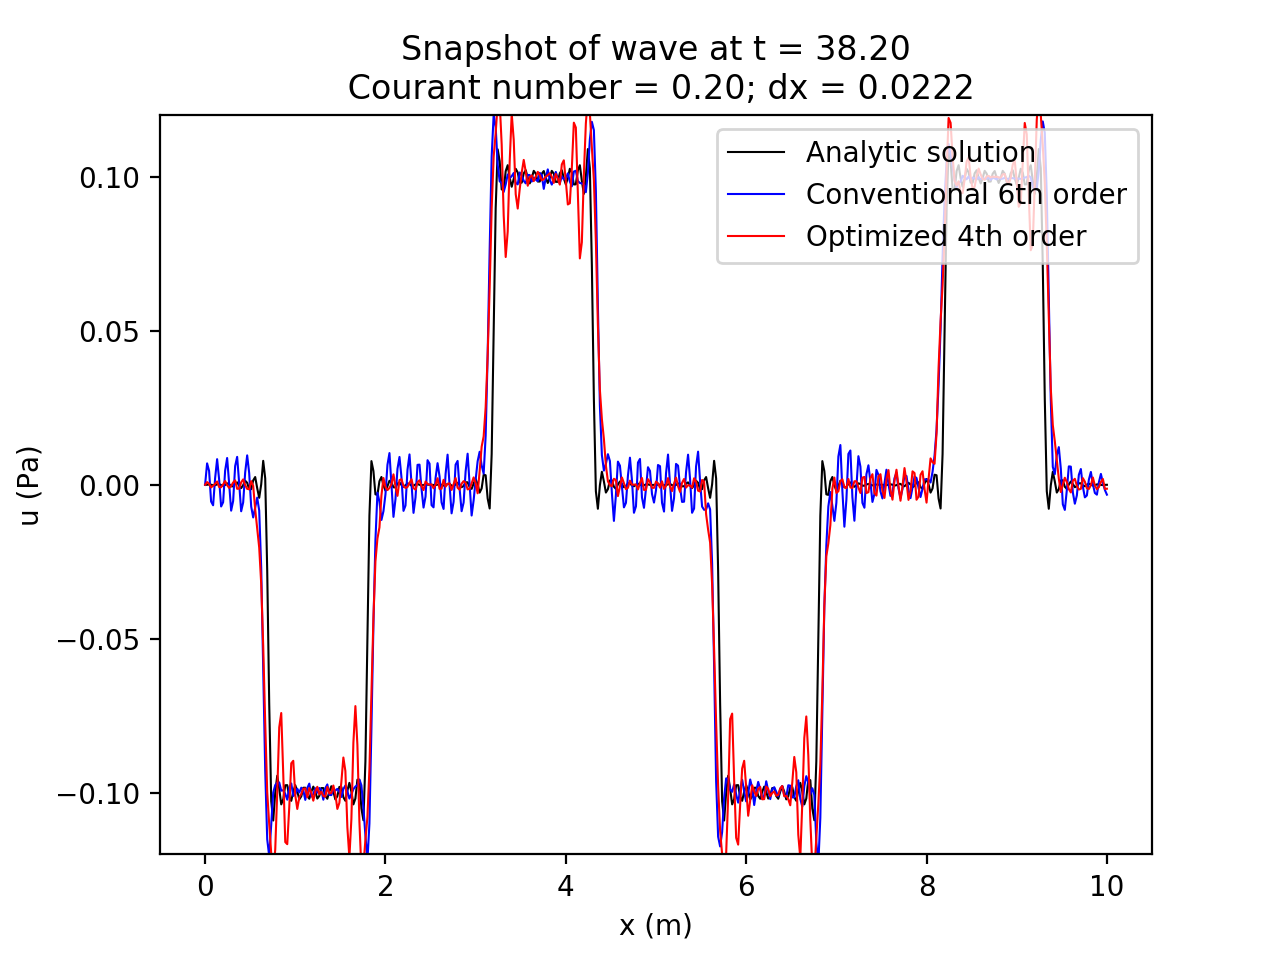 Snapshot of wave at t = 38.20
Courant number = 0.20; dx = 0.0222
Analytic solution
Conventional 6th order
Optimized 4th order
0.10
0.05
0.00
−0.05
−0.10
u (Pa)
0 2 4 6 8 10
x (m)